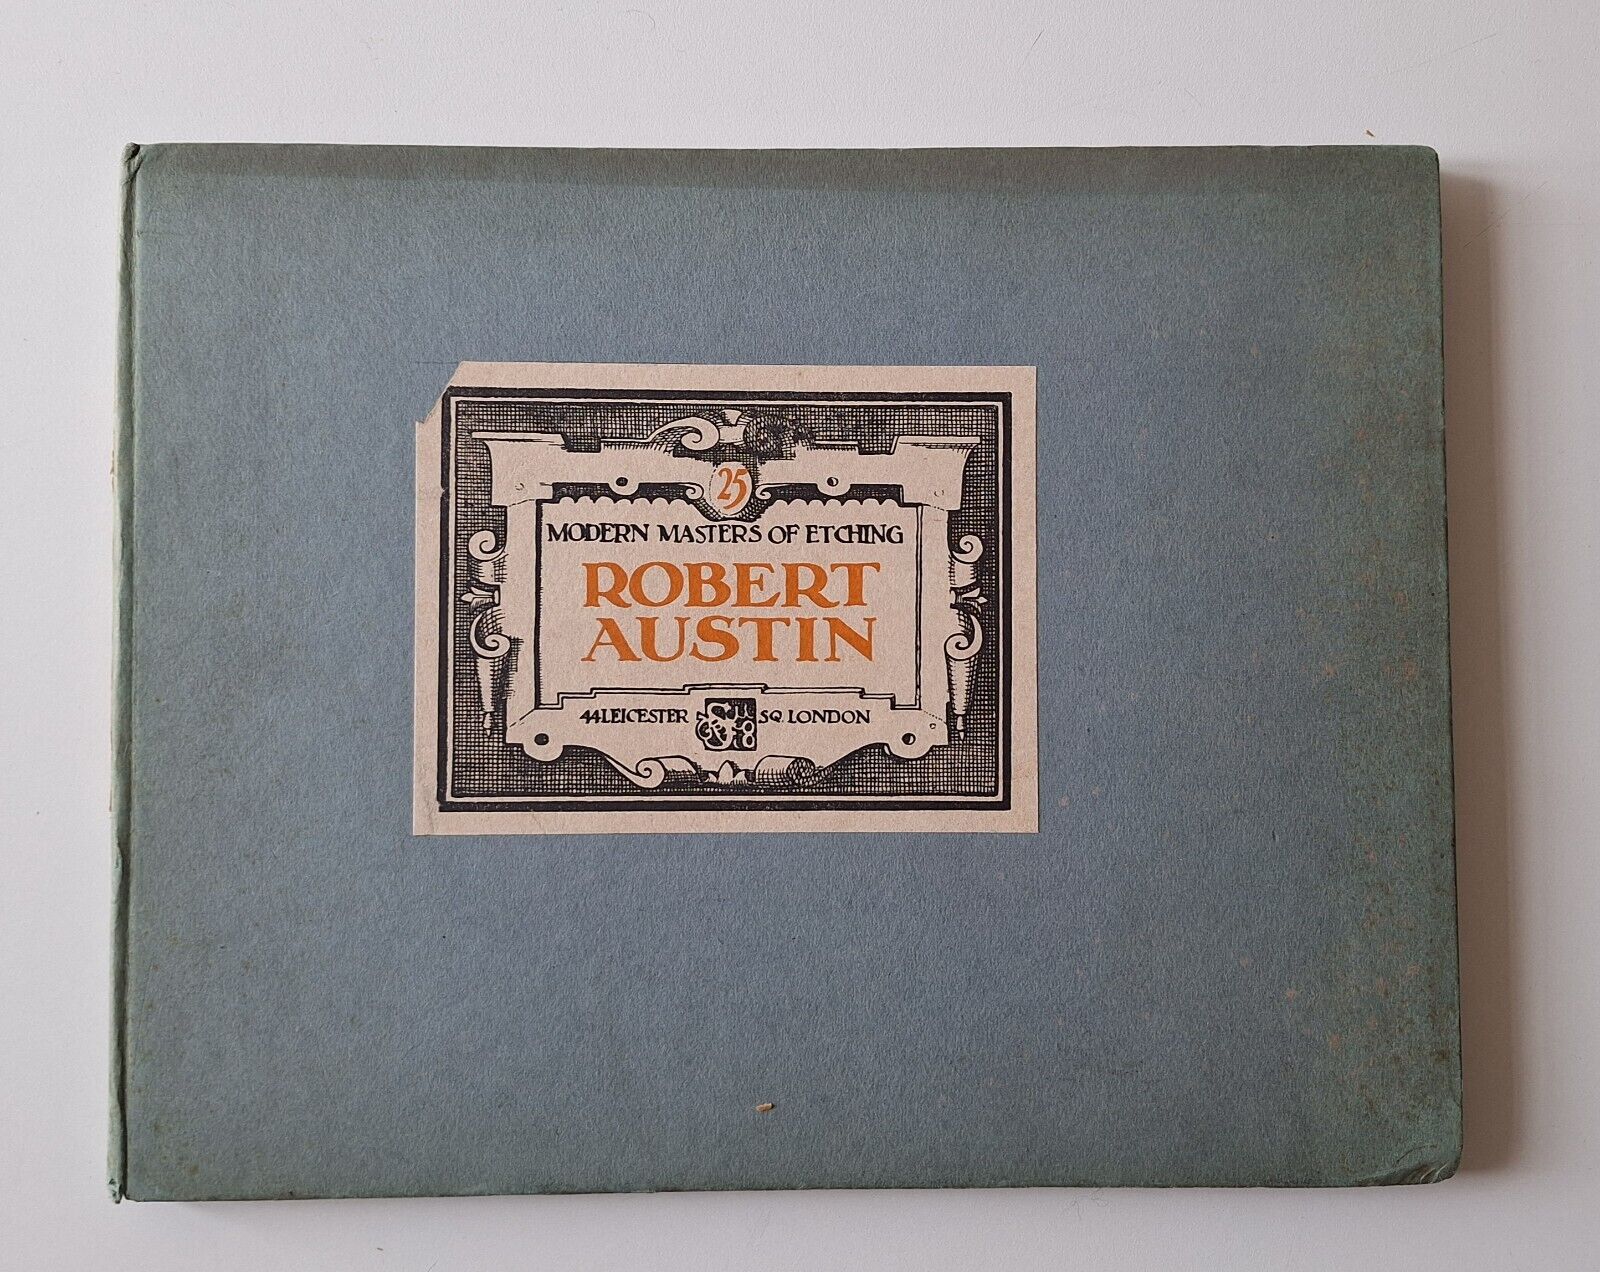 25
MODERN MASTERS OF ETCHING
ROBERT
AUSTIN
44 LEICESTER SQ. LONDON